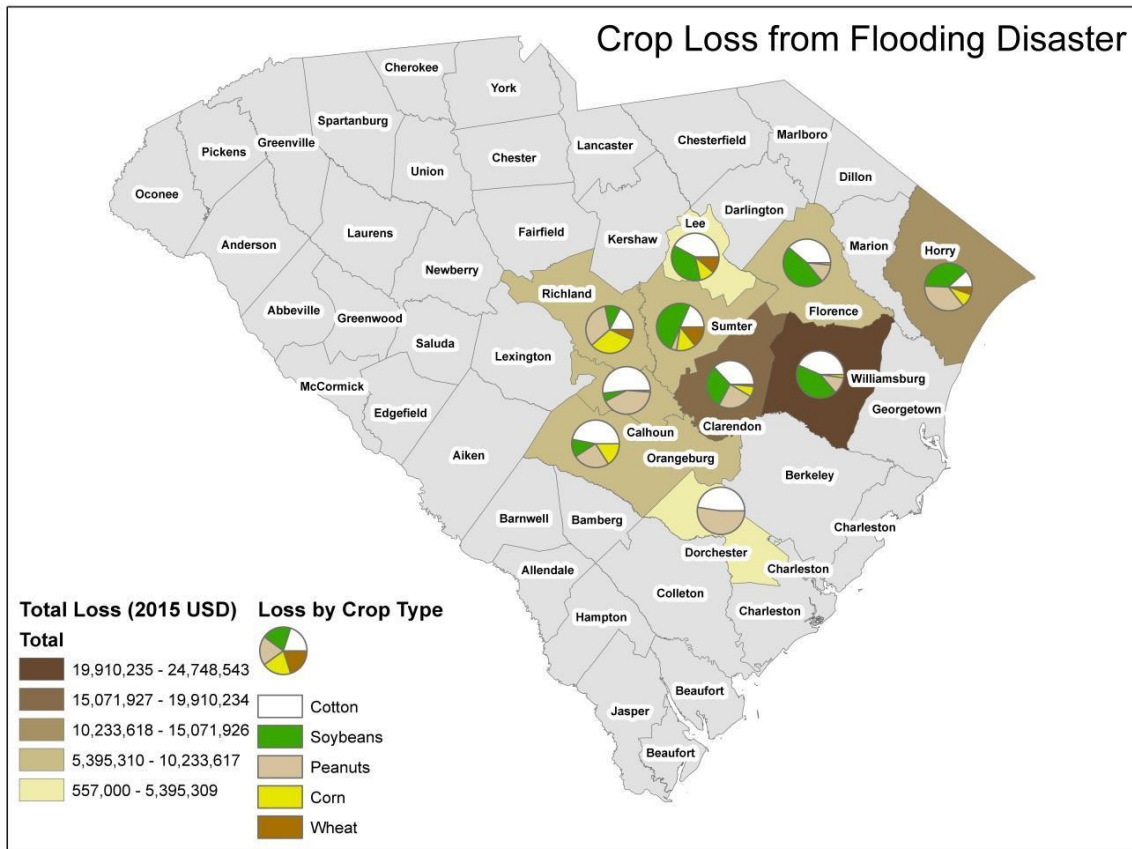 Crop Loss from Flooding Disaster
Cherokee
York
Spartanburg
Greenville
Pickens
Oconee
Union
Chester
Lancaster
Chesterfield
Marlboro
Dillon
Darlington
Lee
Anderson
Laurens
Fairfield
Kershaw
Marion
Horry
Newberry
Richland
Abbeville
Greenwood
Saluda
Lexington
Sumter
Florence
McCormick
Edgefield
Williamsburg
Georgetown
Clarendon
Calhoun
Aiken
Orangeburg
Berkeley
Barnwell
Bamberg
Charleston
Dorchester
Charleston
Allendale
Colleton
Charleston
Hampton
Beaufort
Jasper
Beaufort
Total Loss (2015 USD)
Total
19,910,235 - 24,748,543
15,071,927 - 19,910,234
10,233,618 - 15,071,926
5,395,310 - 10,233,617
557,000 - 5,395,309
Loss by Crop Type
Cotton
Soybeans
Peanuts
Corn
Wheat